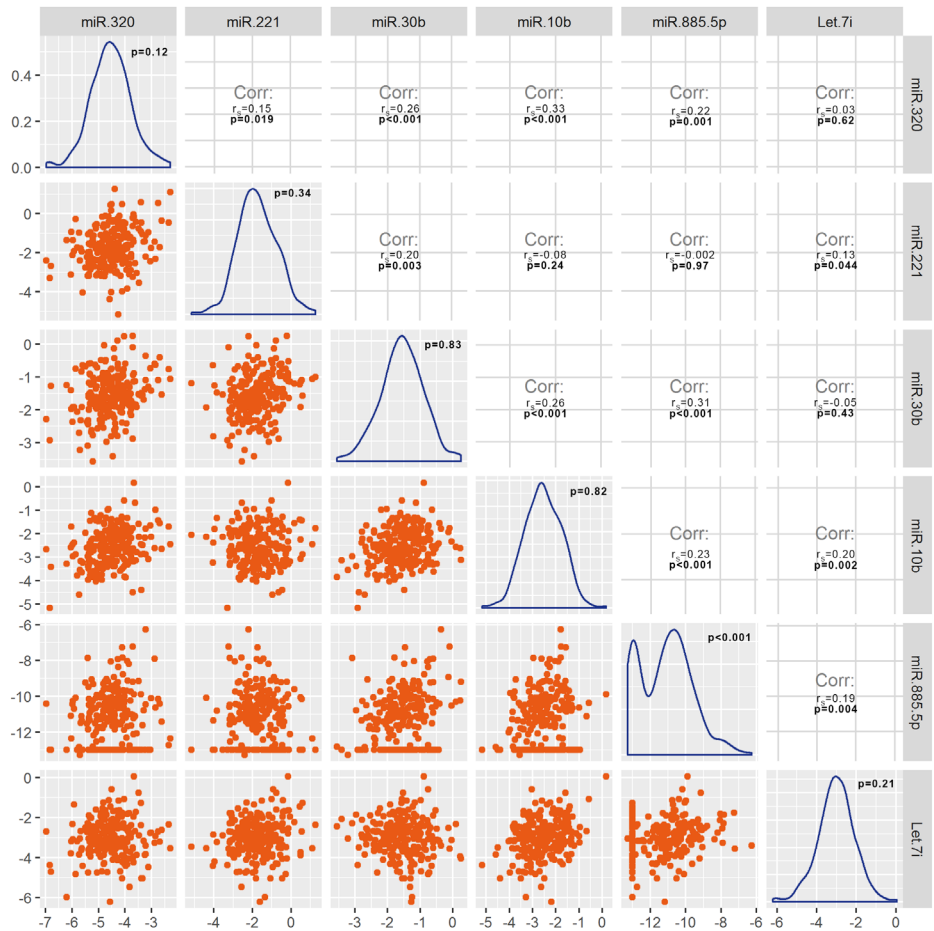 miR.320 miR.221 miR.30b miR.10b miR.885.5p Let.7i
p=0.12
0.4
0.2
0.0
Corr:
rs=0.15
p=0.019
Corr:
rs=0.26
p<0.001
Corr:
rs=0.33
p<0.001
Corr:
rs=0.22
p=0.001
Corr:
rs=0.03
p=0.62
miR.320
0
-2
-4
p=0.34
Corr:
rs=0.20
p=0.003
Corr:
rs=-0.08
p=0.24
Corr:
rs=-0.002
p=0.97
Corr:
rs=0.13
p=0.044
miR.221
0
-1
-2
-3
p=0.83
Corr:
rs=0.26
p<0.001
Corr:
rs=0.31
p<0.001
Corr:
rs=-0.05
p=0.43
miR.30b
0
-1
-2
-3
-4
-5
p=0.82
Corr:
rs=0.23
p<0.001
Corr:
rs=0.20
p=0.002
miR.10b
-6
-8
-10
-12
p<0.001
Corr:
rs=0.19
p=0.004
miR.885.5p
0
-2
-4
-6
p=0.21
Let.7i
-7 -6 -5 -4 -3 -4 -2 0 -3 -2 -1 0 -5 -4 -3 -2 -1 0 -12 -10 -8 -6 -6 -4 -2 0